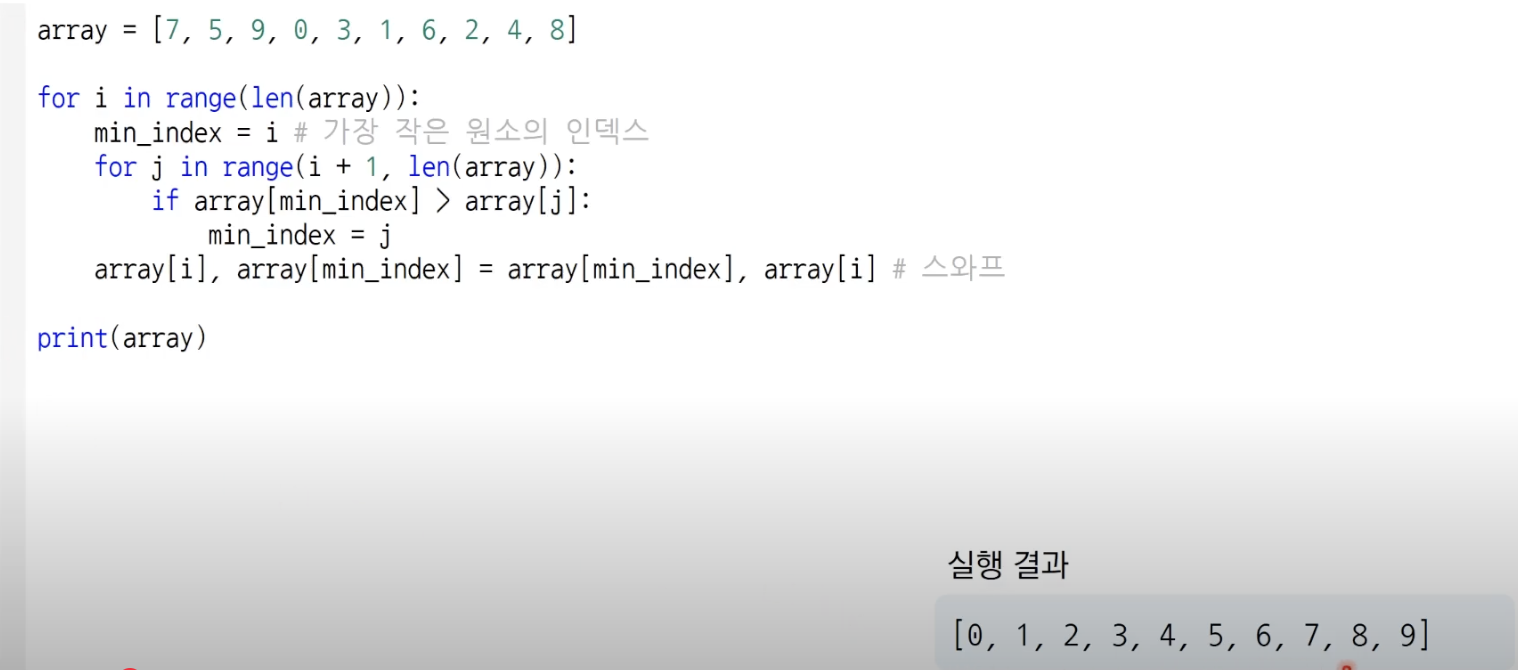 array = [7, 5, 9, 0, 3, 1, 6, 2, 4, 8]
for i in range(len(array)):
    min_index = i # 가장 작은 원소의 인덱스
    for j in range(i + 1, len(array)):
        if array[min_index] > array[j]:
            min_index = j
    array[i], array[min_index] = array[min_index], array[i] # 스와프
print(array)
실행 결과
[0, 1, 2, 3, 4, 5, 6, 7, 8, 9]